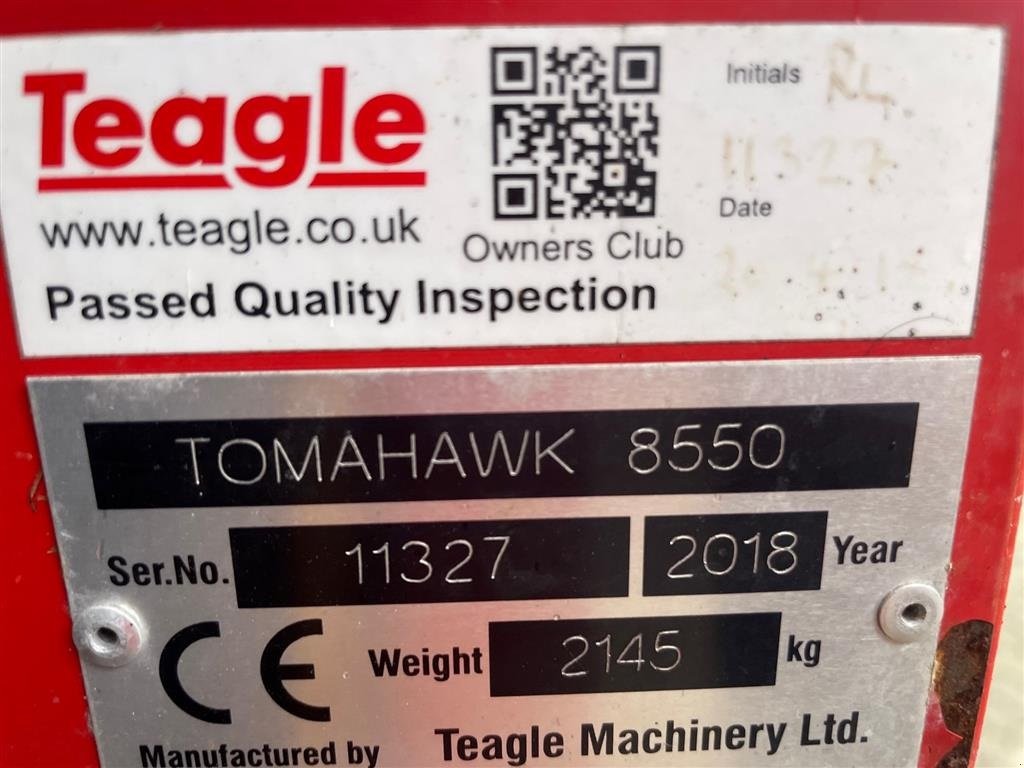 Teagle
www.teagle.co.uk
Owners Club
Passed Quality Inspection
Initials RL
11327
Date
TOMAHAWK 8550
Ser.No. 11327 2018 Year
CE Weight 2145 kg
Manufactured by Teagle Machinery Ltd.